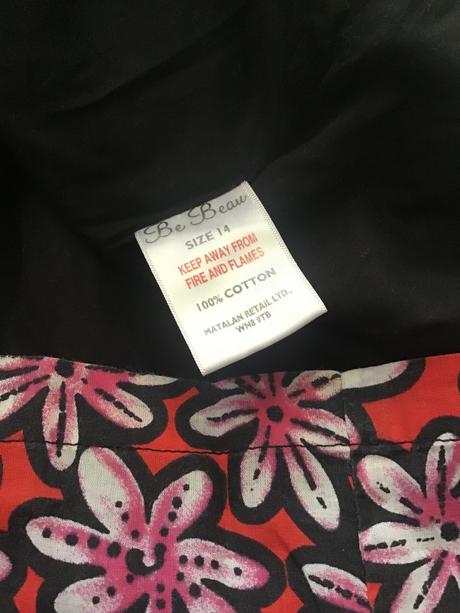 Be Beau
SIZE 14
KEEP AWAY FROM
FIRE AND FLAMES
100% COTTON
MATALAN RETAIL LTD.,
WN8 9TB